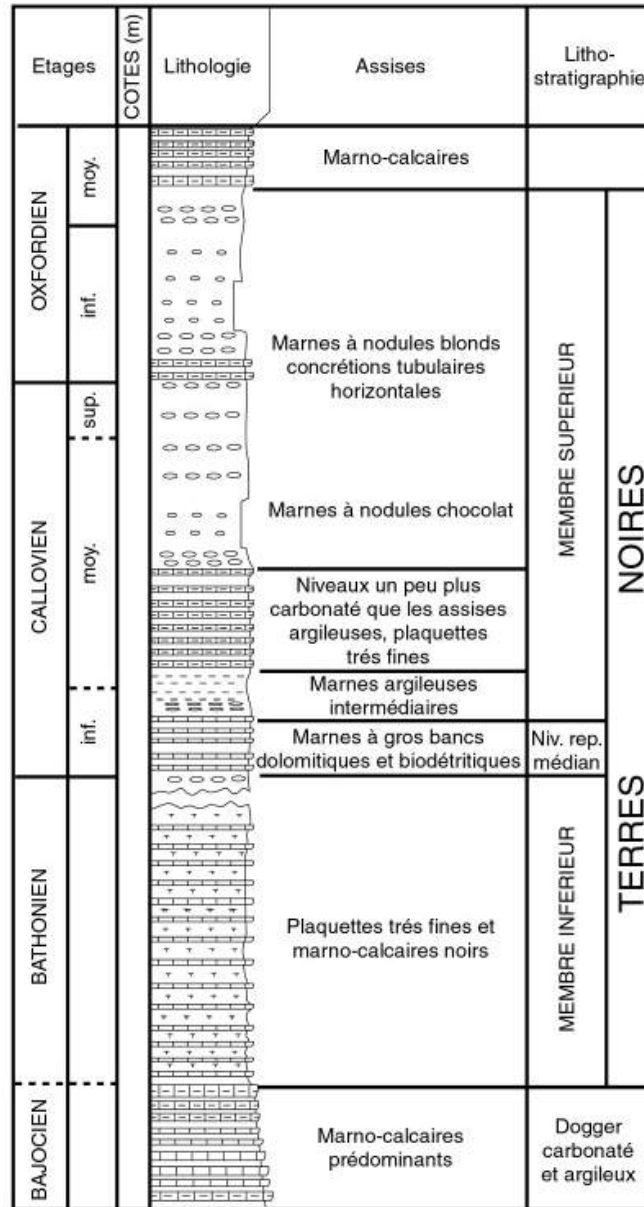 Etages
COTES (m)
Lithologie
Assises
Litho-
stratigraphie
OXFORDIEN
moy.
inf.
CALLOVIEN
sup.
moy.
inf.
BATHONIEN
BAJOCIEN
Marno-calcaires
Marnes à nodules blonds
concrétions tubulaires
horizontales
Marnes à nodules chocolat
Niveaux un peu plus
carbonaté que les assises
argileuses, plaquettes
trés fines
Marnes argileuses
intermédiaires
Marnes à gros bancs
dolomitiques et biodétritiques
Plaquettes trés fines et
marno-calcaires noirs
Marno-calcaires
prédominants
MEMBRE SUPERIEUR
Niv. rep.
médian
MEMBRE INFERIEUR
Dogger
carbonaté
et argileux
TERRES NOIRES